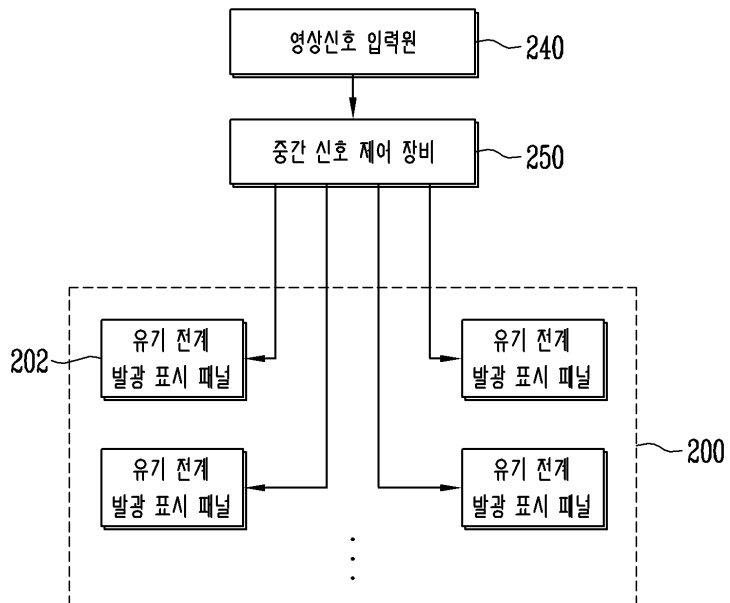 영상신호 입력원
240
중간 신호 제어 장비
250
유기 전계
발광 표시 패널
202
유기 전계
발광 표시 패널
유기 전계
발광 표시 패널
유기 전계
발광 표시 패널
200